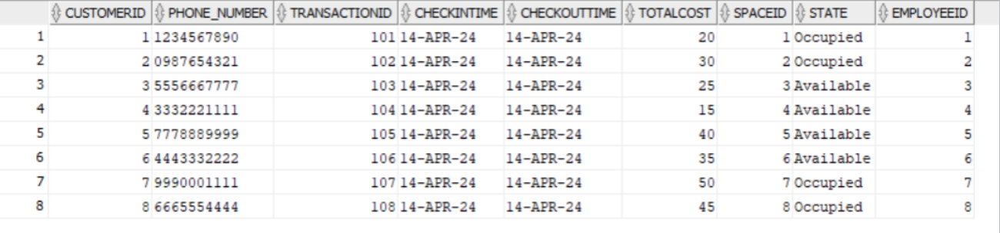 CUSTOMERID PHONE_NUMBER TRANSACTIONID CHECKINTIME CHECKOUTTIME TOTALCOST SPACEID STATE EMPLOYEEID
1 1 1234567890 101 14-APR-24 14-APR-24 20 1 Occupied 1
2 2 0987654321 102 14-APR-24 14-APR-24 30 2 Occupied 2
3 3 5556667777 103 14-APR-24 14-APR-24 25 3 Available 3
4 4 3332221111 104 14-APR-24 14-APR-24 15 4 Available 4
5 5 7778889999 105 14-APR-24 14-APR-24 40 5 Available 5
6 6 4443332222 106 14-APR-24 14-APR-24 35 6 Available 6
7 7 9990001111 107 14-APR-24 14-APR-24 50 7 Occupied 7
8 8 6665554444 108 14-APR-24 14-APR-24 45 8 Occupied 8